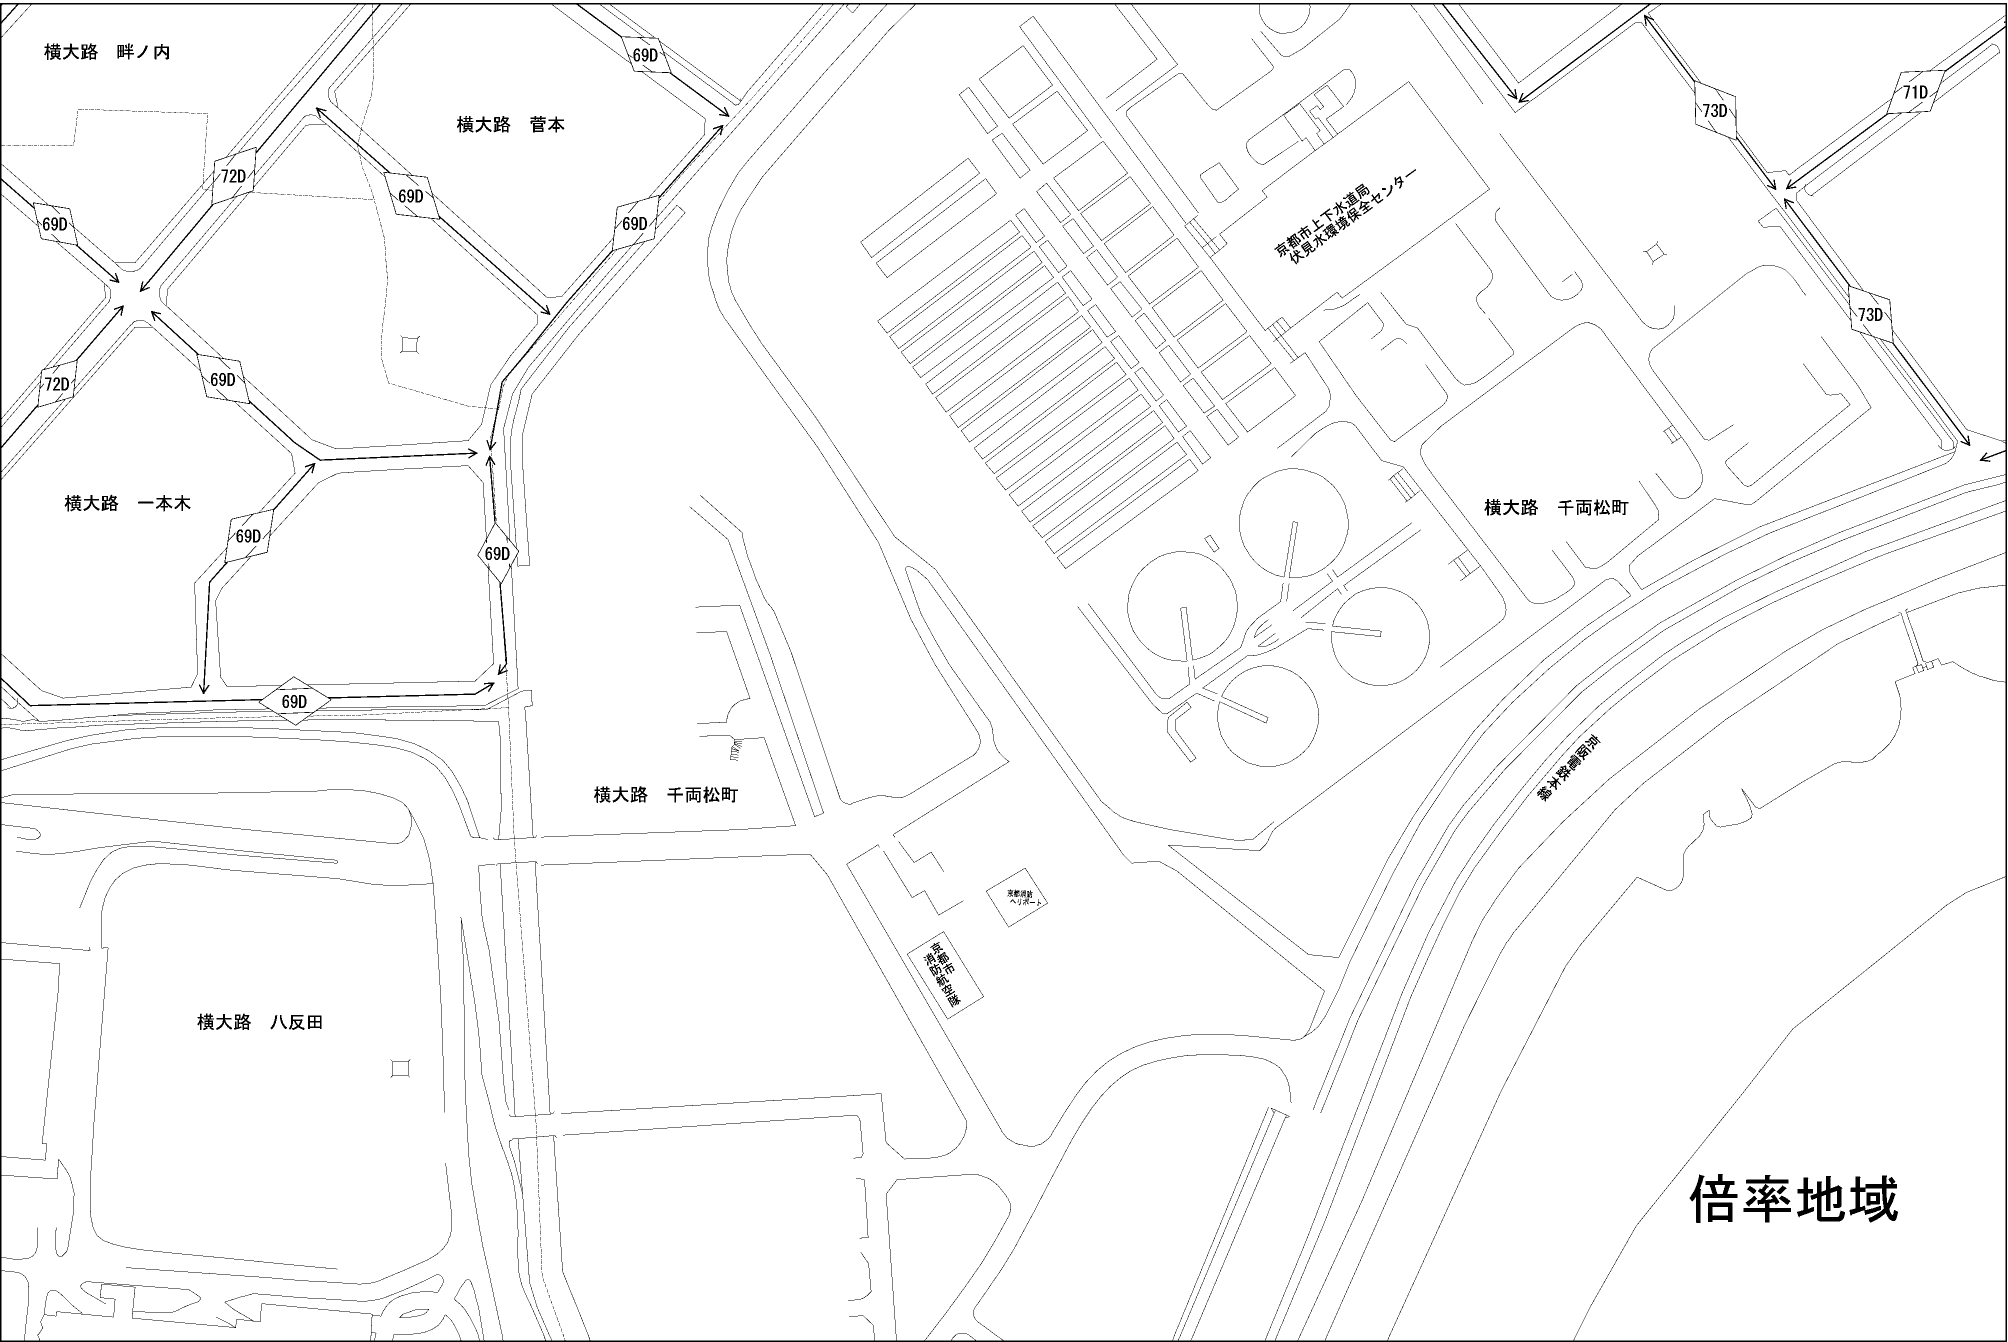 横大路　畔ノ内
69D
横大路　菅本
72D
69D
69D
69D
京都市上下水道局
伏見水環境保全センター
73D
71D
73D
72D
69D
横大路　一本木
69D
69D
69D
横大路　千両松町
京阪電鉄本線
横大路　千両松町
京都消防
ヘリポート
京都市
消防航空隊
横大路　八反田
倍率地域